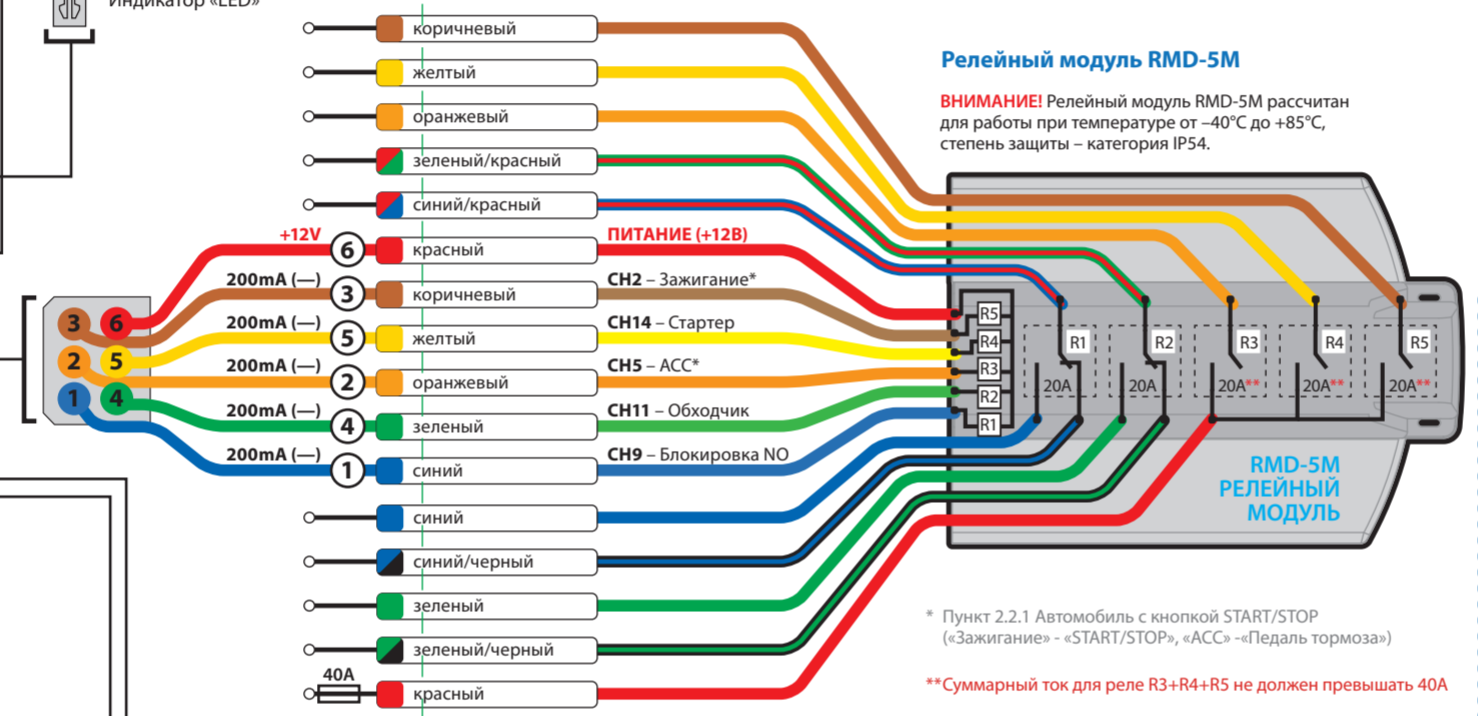 Индикатор «LED»
коричневый
желтый
оранжевый
зеленый/красный
синий/красный
+12V 6 красный ПИТАНИЕ (+12В)
200mA (—) 3 коричневый CH2 – Зажигание*
200mA (—) 5 желтый CH14 – Стартер
200mA (—) 2 оранжевый CH5 – ACC*
200mA (—) 4 зеленый CH11 – Обходчик
200mA (—) 1 синий CH9 – Блокировка NO
синий
синий/черный
зеленый
зеленый/черный
40A
красный
3 6
2 5
1 4
Релейный модуль RMD-5M
ВНИМАНИЕ! Релейный модуль RMD-5M рассчитан
для работы при температуре от –40°C до +85°C,
степень защиты – категория IP54.
R5
R4
R3
R2
R1
R1 R2 R3 R4 R5
20A 20A 20A** 20A** 20A**
RMD-5M
РЕЛЕЙНЫЙ
МОДУЛЬ
* Пункт 2.2.1 Автомобиль с кнопкой START/STOP
(«Зажигание» - «START/STOP», «ACC» -«Педаль тормоза»)
**Суммарный ток для реле R3+R4+R5 не должен превышать 40A